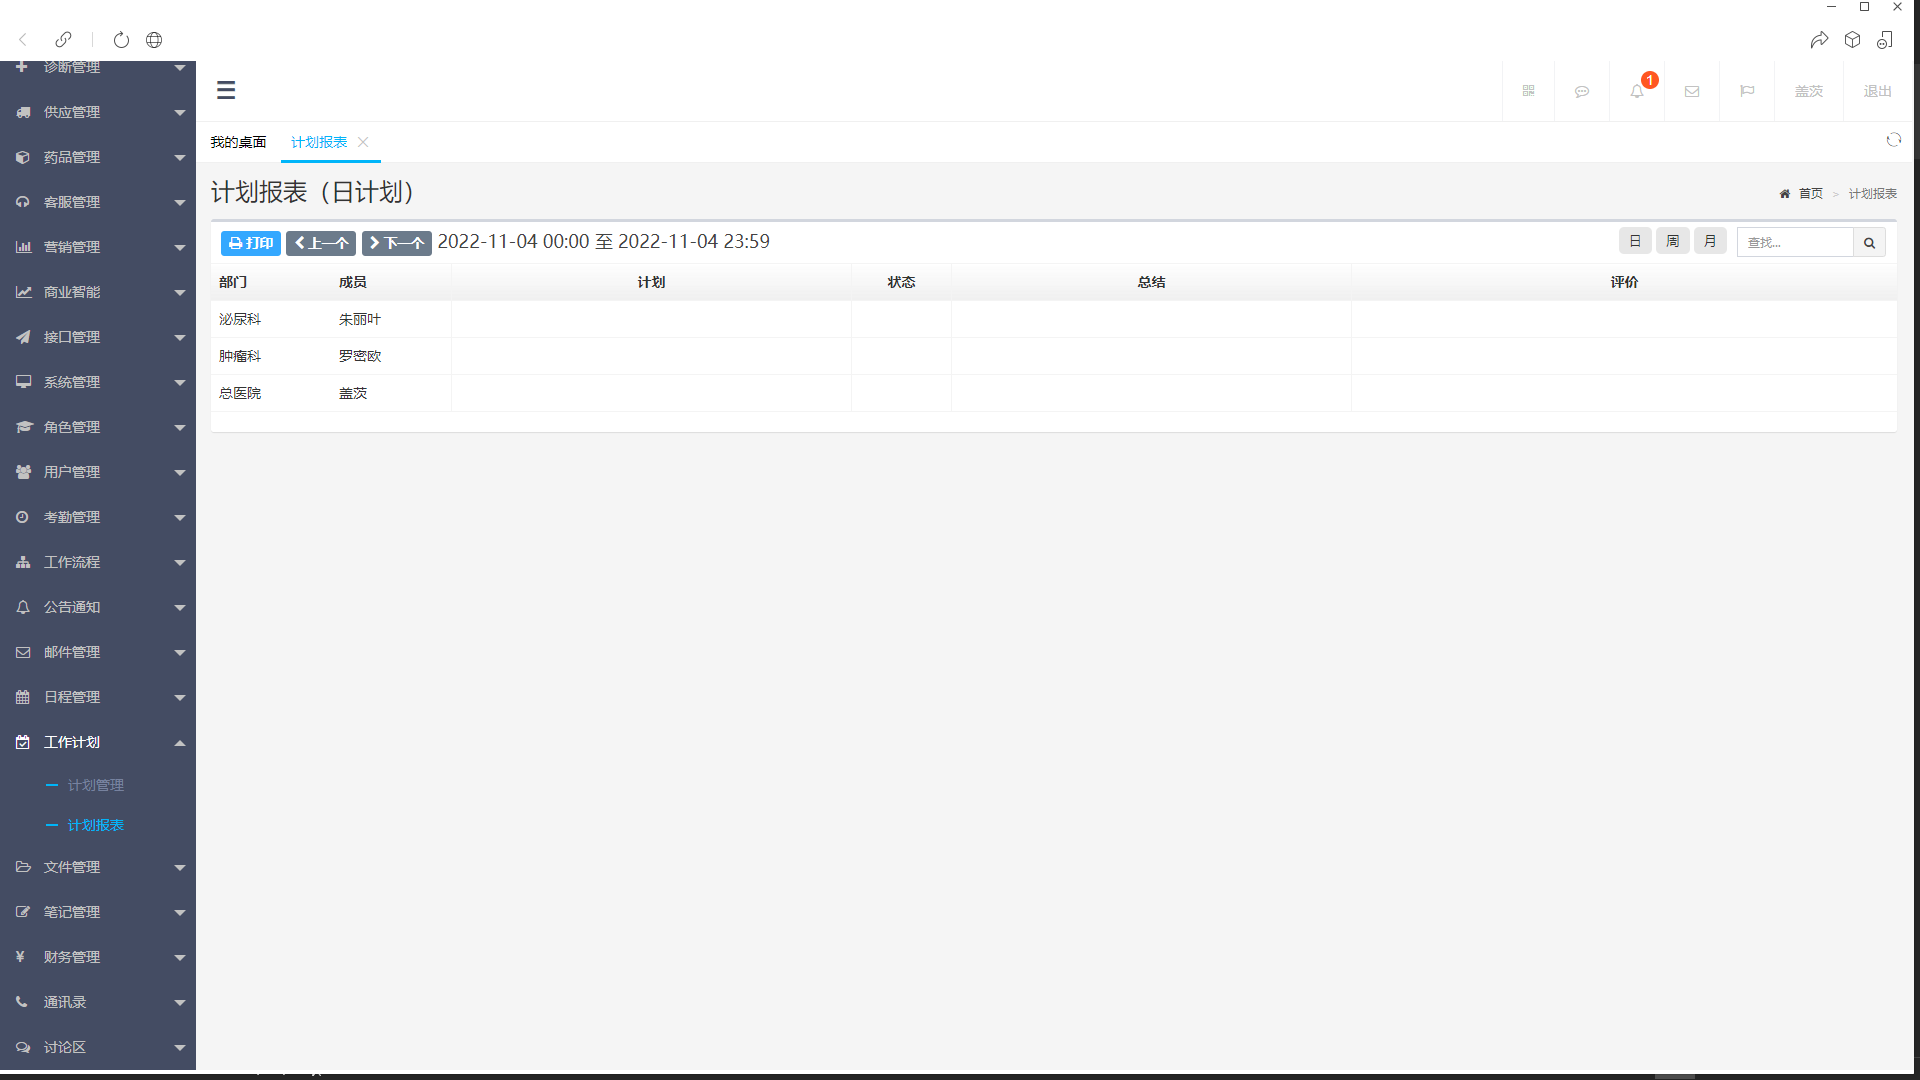 诊断管理
供应管理
药品管理
客服管理
营销管理
商业智能
接口管理
系统管理
角色管理
用户管理
考勤管理
工作流程
公告通知
邮件管理
日程管理
工作计划
计划管理
计划报表
文件管理
笔记管理
财务管理
通讯录
讨论区
1
盖茨
退出
我的桌面 计划报表
计划报表（日计划）
首页 > 计划报表
打印 上一个 下一个 2022-11-04 00:00 至 2022-11-04 23:59 日 周 月 查找...
部门 成员 计划 状态 总结 评价
泌尿科 朱丽叶
肿瘤科 罗密欧
总医院 盖茨